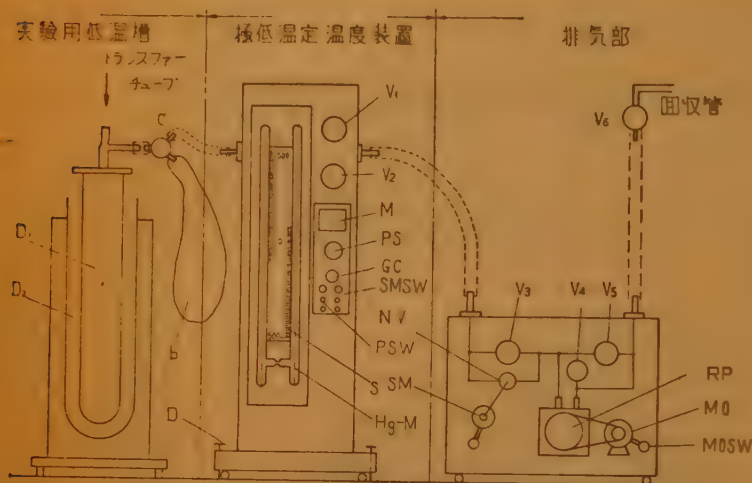 実験用低温槽
極低温定温度装置
排気部
トランスファー
チューブ
回収管
C
V₁
V₂
V₆
M
PS
GC
SMSW
NV
PSW
S
SM
Hg-M
D₁
D₂
b
D
V₃
V₄
V₅
RP
MO
MOSW